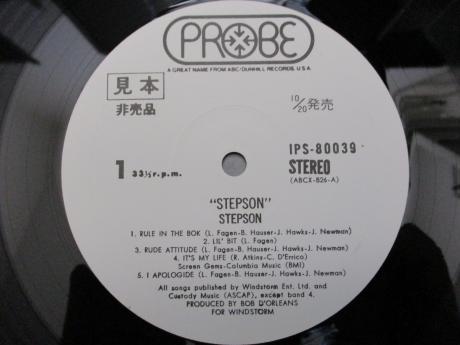 PROBE
A GREAT NAME FROM ABC/DUNHILL RECORDS. U.S.A.
見本
非売品
10/20発売
IPS-80039
1 33⅓r.p.m.
STEREO
(ABCX-826-A)
"STEPSON"
STEPSON
1. RULE IN THE BOK (L. Fagen-B. Hauser-J. Hawks-J. Newman)
2. LIL' BIT (L. Fagen)
3. RUDE ATTITUDE (L. Fagen-B. Hauser-J. Hawks-J. Newman)
4. IT'S MY LIFE (R. Atkins-C. D'Errico)
Screen Gems-Columbia Music (BMI)
5. I APOLOGIDE (L. Fagen-B. Hauser-J. Hawks-J. Newman)
All songs published by Windstorm Ent. Ltd. and
Custody Music (ASCAP), except band 4.
PRODUCED BY BOB D'ORLEANS
FOR WINDSTORM